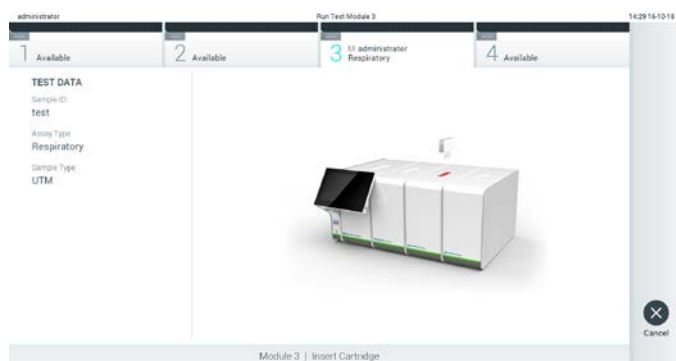 administrator
Run Test Module 3
14:29 16-10-18
1 Available
2 Available
3 UI administrator
Respiratory
4 Available
TEST DATA
Sample ID
test
Assay Type
Respiratory
Sample Type
UTM
Cancel
Module 3 | Insert Cartridge